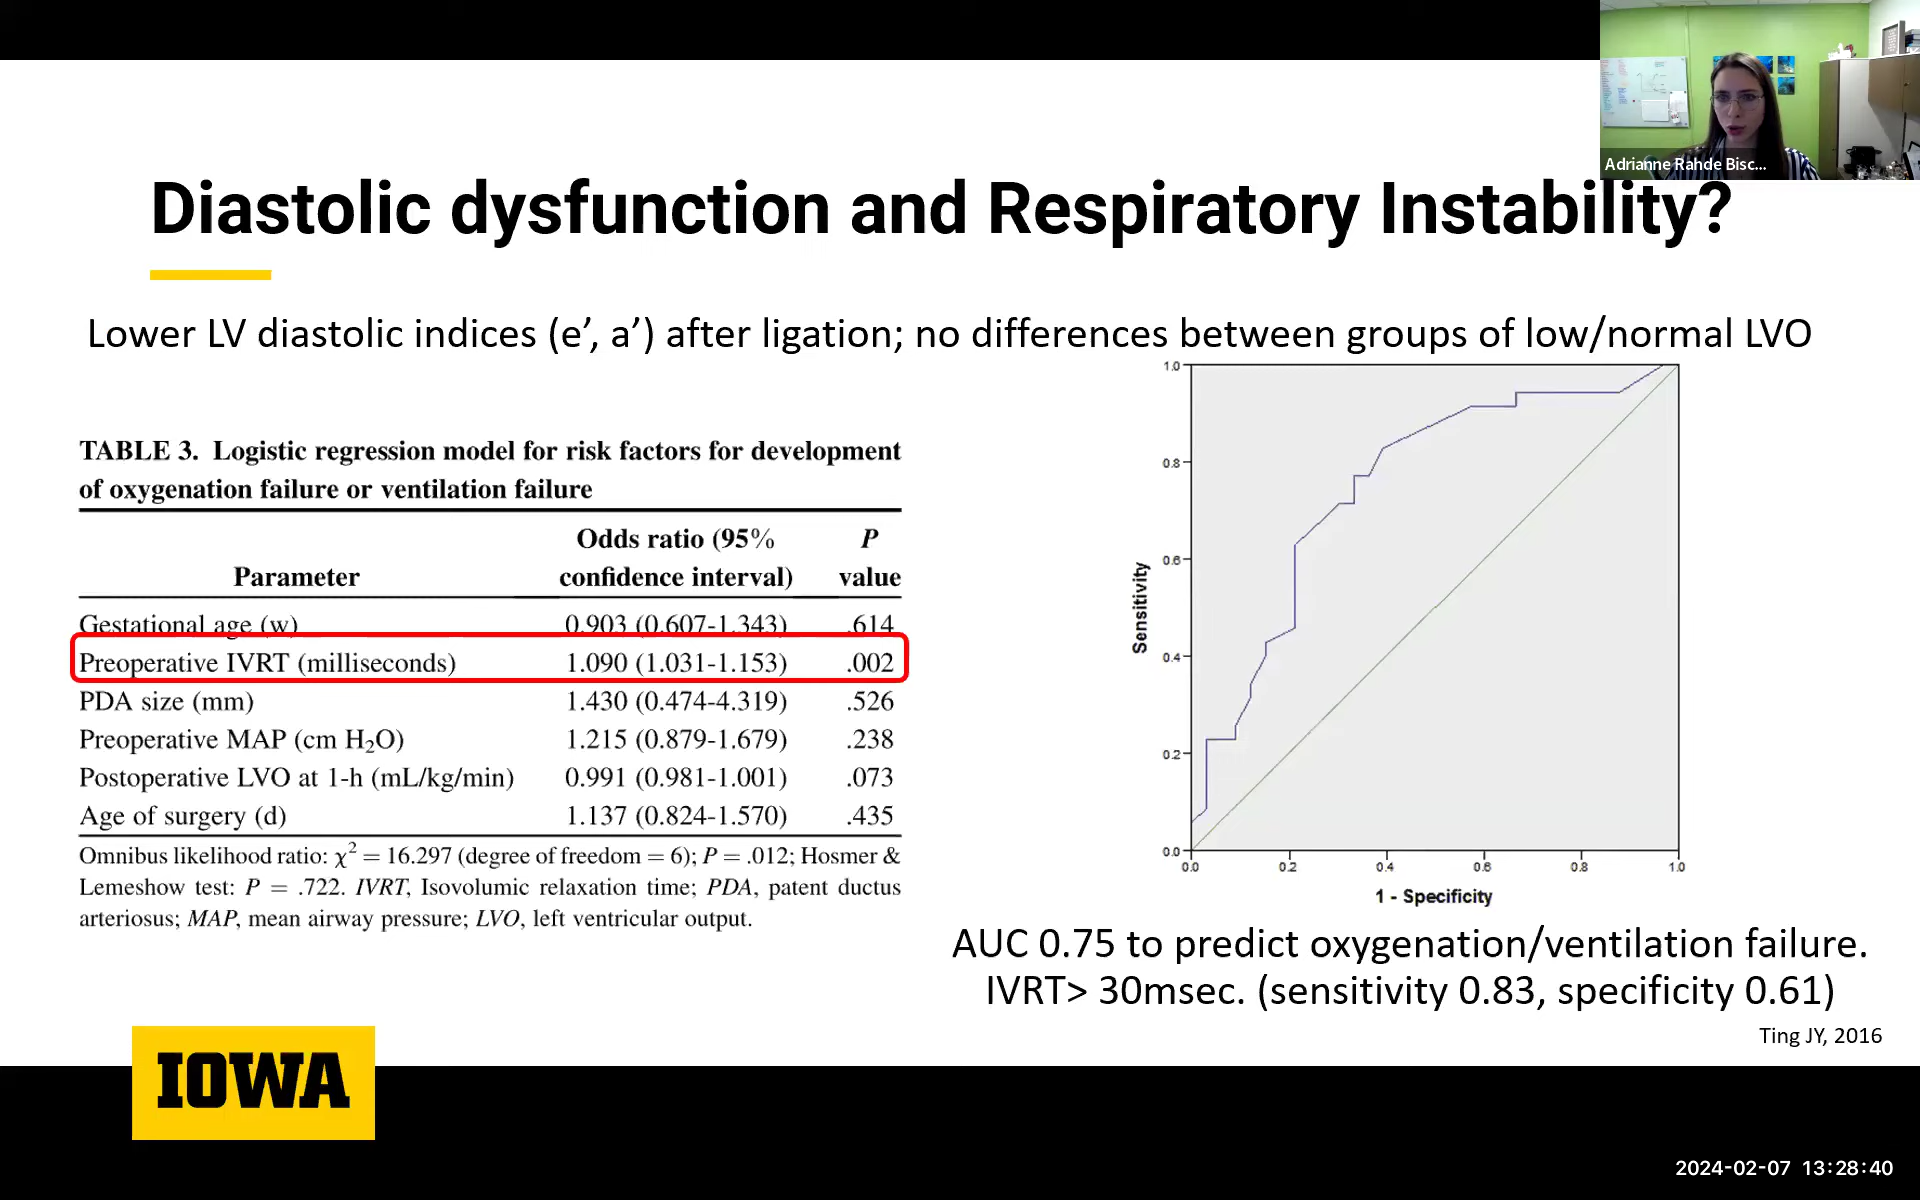 Adrianne Rahde Bisc...
Diastolic dysfunction and Respiratory Instability?
Lower LV diastolic indices (e’, a’) after ligation; no differences between groups of low/normal LVO
TABLE 3. Logistic regression model for risk factors for development
of oxygenation failure or ventilation failure
Odds ratio (95% P
Parameter confidence interval) value
Gestational age (w) 0.903 (0.607-1.343) .614
Preoperative IVRT (milliseconds) 1.090 (1.031-1.153) .002
PDA size (mm) 1.430 (0.474-4.319) .526
Preoperative MAP (cm H₂O) 1.215 (0.879-1.679) .238
Postoperative LVO at 1-h (mL/kg/min) 0.991 (0.981-1.001) .073
Age of surgery (d) 1.137 (0.824-1.570) .435
Omnibus likelihood ratio: χ² = 16.297 (degree of freedom = 6); P = .012; Hosmer &
Lemeshow test: P = .722. IVRT, Isovolumic relaxation time; PDA, patent ductus
arteriosus; MAP, mean airway pressure; LVO, left ventricular output.
1.0
0.8
0.6
0.4
0.2
0.0
Sensitivity
0.0 0.2 0.4 0.6 0.8 1.0
1 - Specificity
AUC 0.75 to predict oxygenation/ventilation failure.
IVRT> 30msec. (sensitivity 0.83, specificity 0.61)
Ting JY, 2016
IOWA
2024-02-07 13:28:40